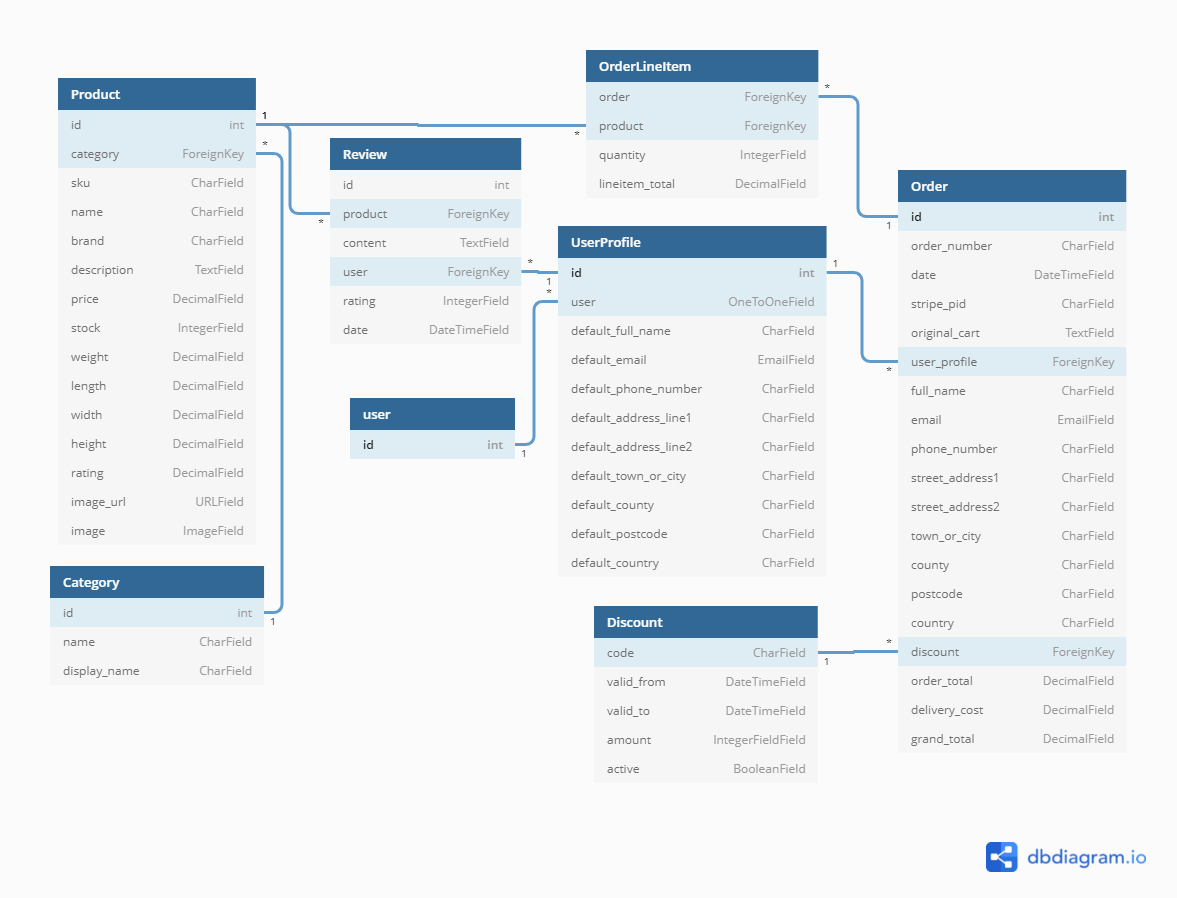 Product
id int
1
category ForeignKey
*
sku CharField
name CharField
brand CharField
description TextField
price DecimalField
stock IntegerField
weight DecimalField
length DecimalField
width DecimalField
height DecimalField
rating DecimalField
image_url URLField
image ImageField
Category
id int
1
name CharField
display_name CharField
Review
id int
product ForeignKey
*
content TextField
user ForeignKey
*
rating IntegerField
date DateTimeField
user
id int
1
OrderLineItem
order ForeignKey
*
product ForeignKey
*
quantity IntegerField
lineitem_total DecimalField
UserProfile
id int
1
1
user OneToOneField
*
default_full_name CharField
default_email EmailField
default_phone_number CharField
default_address_line1 CharField
default_address_line2 CharField
default_town_or_city CharField
default_county CharField
default_postcode CharField
default_country CharField
Discount
code CharField
1
valid_from DateTimeField
valid_to DateTimeField
amount IntegerFieldField
active BooleanField
Order
id int
1
order_number CharField
date DateTimeField
stripe_pid CharField
original_cart TextField
user_profile ForeignKey
*
full_name CharField
email EmailField
phone_number CharField
street_address1 CharField
street_address2 CharField
town_or_city CharField
county CharField
postcode CharField
country CharField
discount ForeignKey
*
order_total DecimalField
delivery_cost DecimalField
grand_total DecimalField
dbdiagram.io